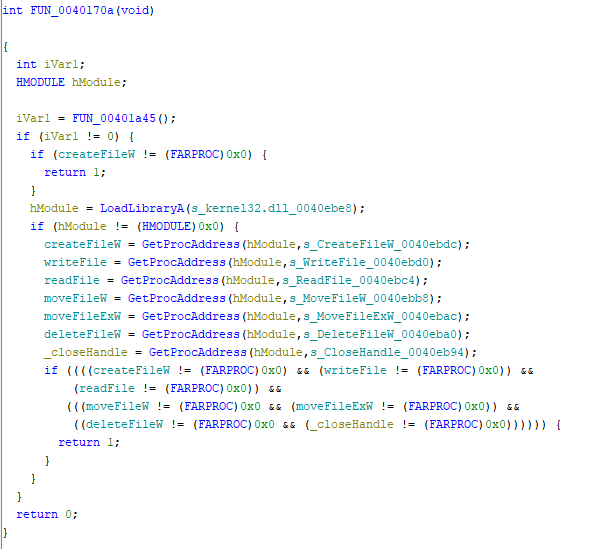 int FUN_0040170a(void)
{
int iVar1;
HMODULE hModule;
iVar1 = FUN_00401a45();
if (iVar1 != 0) {
if (createFileW != (FARPROC)0x0) {
return 1;
}
hModule = LoadLibraryA(s_kernel32.dll_0040ebe8);
if (hModule != (HMODULE)0x0) {
createFileW = GetProcAddress(hModule,s_CreateFileW_0040ebdc);
writeFile = GetProcAddress(hModule,s_WriteFile_0040ebd0);
readFile = GetProcAddress(hModule,s_ReadFile_0040ebc4);
moveFileW = GetProcAddress(hModule,s_MoveFileW_0040ebb8);
moveFileExW = GetProcAddress(hModule,s_MoveFileExW_0040ebac);
deleteFileW = GetProcAddress(hModule,s_DeleteFileW_0040eba0);
_closeHandle = GetProcAddress(hModule,s_CloseHandle_0040eb94);
if ((((createFileW != (FARPROC)0x0) && (writeFile != (FARPROC)0x0)) &&
(readFile != (FARPROC)0x0)) &&
(((moveFileW != (FARPROC)0x0 && (moveFileExW != (FARPROC)0x0)) &&
((deleteFileW != (FARPROC)0x0 && (_closeHandle != (FARPROC)0x0)))))) {
return 1;
}
}
}
return 0;
}